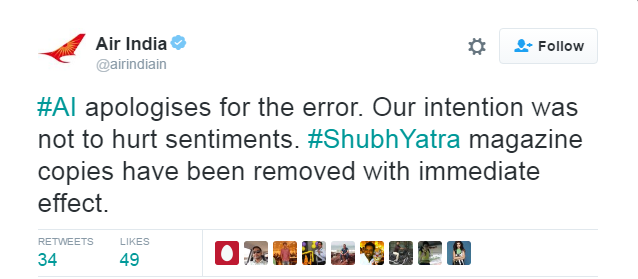 Air India
@airindiain
Follow
#AI apologises for the error. Our intention was
not to hurt sentiments. #ShubhYatra magazine
copies have been removed with immediate
effect.
RETWEETS LIKES
34 49